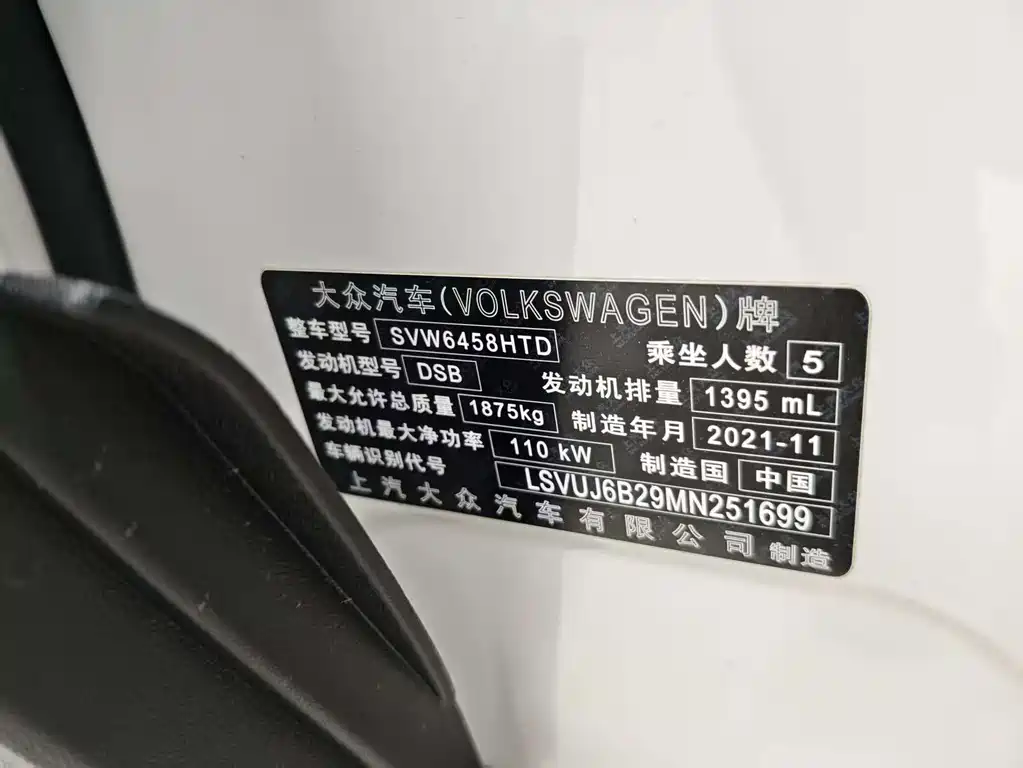 大众汽车(VOLKSWAGEN)牌
整车型号 SVW6458HTD 乘坐人数 5
发动机型号 DSB 发动机排量 1395 mL
最大允许总质量 1875kg 制造年月 2021-11
发动机最大净功率 110 kW 制造国 中国
车辆识别代号 LSVUJ6B29MN251699
上汽大众汽车有限公司 制造